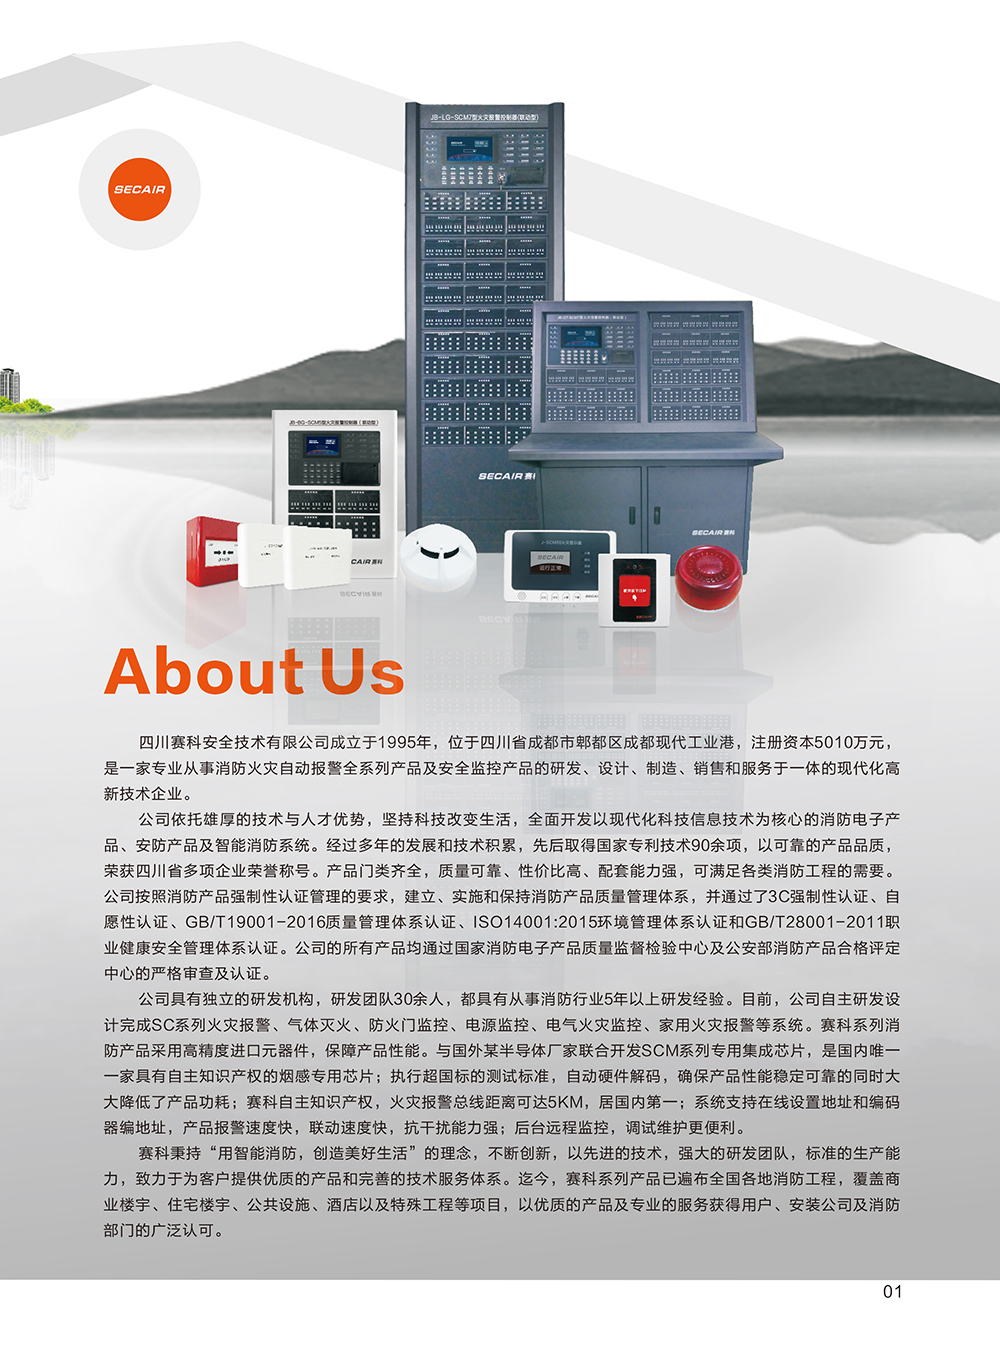 SECAIR
JB-LG-SCM7型火灾报警控制器(联动型)
JB-BG-SCM5型火灾报警控制器(联动型)
SECAIR 赛
SECAIR赛科
CAIR赛科
SECAIR
运行正常
About Us
四川赛科安全技术有限公司成立于1995年，位于四川省成都市郫都区成都现代工业港，注册资本5010万元，
是一家专业从事消防火灾自动报警全系列产品及安全监控产品的研发、设计、制造、销售和服务于一体的现代化高
新技术企业。
公司依托雄厚的技术与人才优势，坚持科技改变生活，全面开发以现代化科技信息技术为核心的消防电子产
品、安防产品及智能消防系统。经过多年的发展和技术积累，先后取得国家专利技术90余项，以可靠的产品品质，
荣获四川省多项企业荣誉称号。产品门类齐全，质量可靠、性价比高、配套能力强，可满足各类消防工程的需要。
公司按照消防产品强制性认证管理的要求，建立、实施和保持消防产品质量管理体系，并通过了3C强制性认证、自
愿性认证、GB/T19001-2016质量管理体系认证、ISO14001:2015环境管理体系认证和GB/T28001-2011职
业健康安全管理体系认证。公司的所有产品均通过国家消防电子产品质量监督检验中心及公安部消防产品合格评定
中心的严格审查及认证。
公司具有独立的研发机构，研发团队30余人，都具有从事消防行业5年以上研发经验。目前，公司自主研发设
计完成SC系列火灾报警、气体灭火、防火门监控、电源监控、电气火灾监控、家用火灾报警等系统。赛科系列消
防产品采用高精度进口元器件，保障产品性能。与国外某半导体厂家联合开发SCM系列专用集成芯片，是国内唯一
一家具有自主知识产权的烟感专用芯片；执行超国标的测试标准，自动硬件解码，确保产品性能稳定可靠的同时大
大降低了产品功耗；赛科自主知识产权，火灾报警总线距离可达5KM，居国内第一；系统支持在线设置地址和编码
器编地址，产品报警速度快，联动速度快，抗干扰能力强；后台远程监控，调试维护更便利。
赛科秉持“用智能消防，创造美好生活”的理念，不断创新，以先进的技术，强大的研发团队，标准的生产能
力，致力于为客户提供优质的产品和完善的技术服务体系。迄今，赛科系列产品已遍布全国各地消防工程，覆盖商
业楼宇、住宅楼宇、公共设施、酒店以及特殊工程等项目，以优质的产品及专业的服务获得用户、安装公司及消防
部门的广泛认可。
01